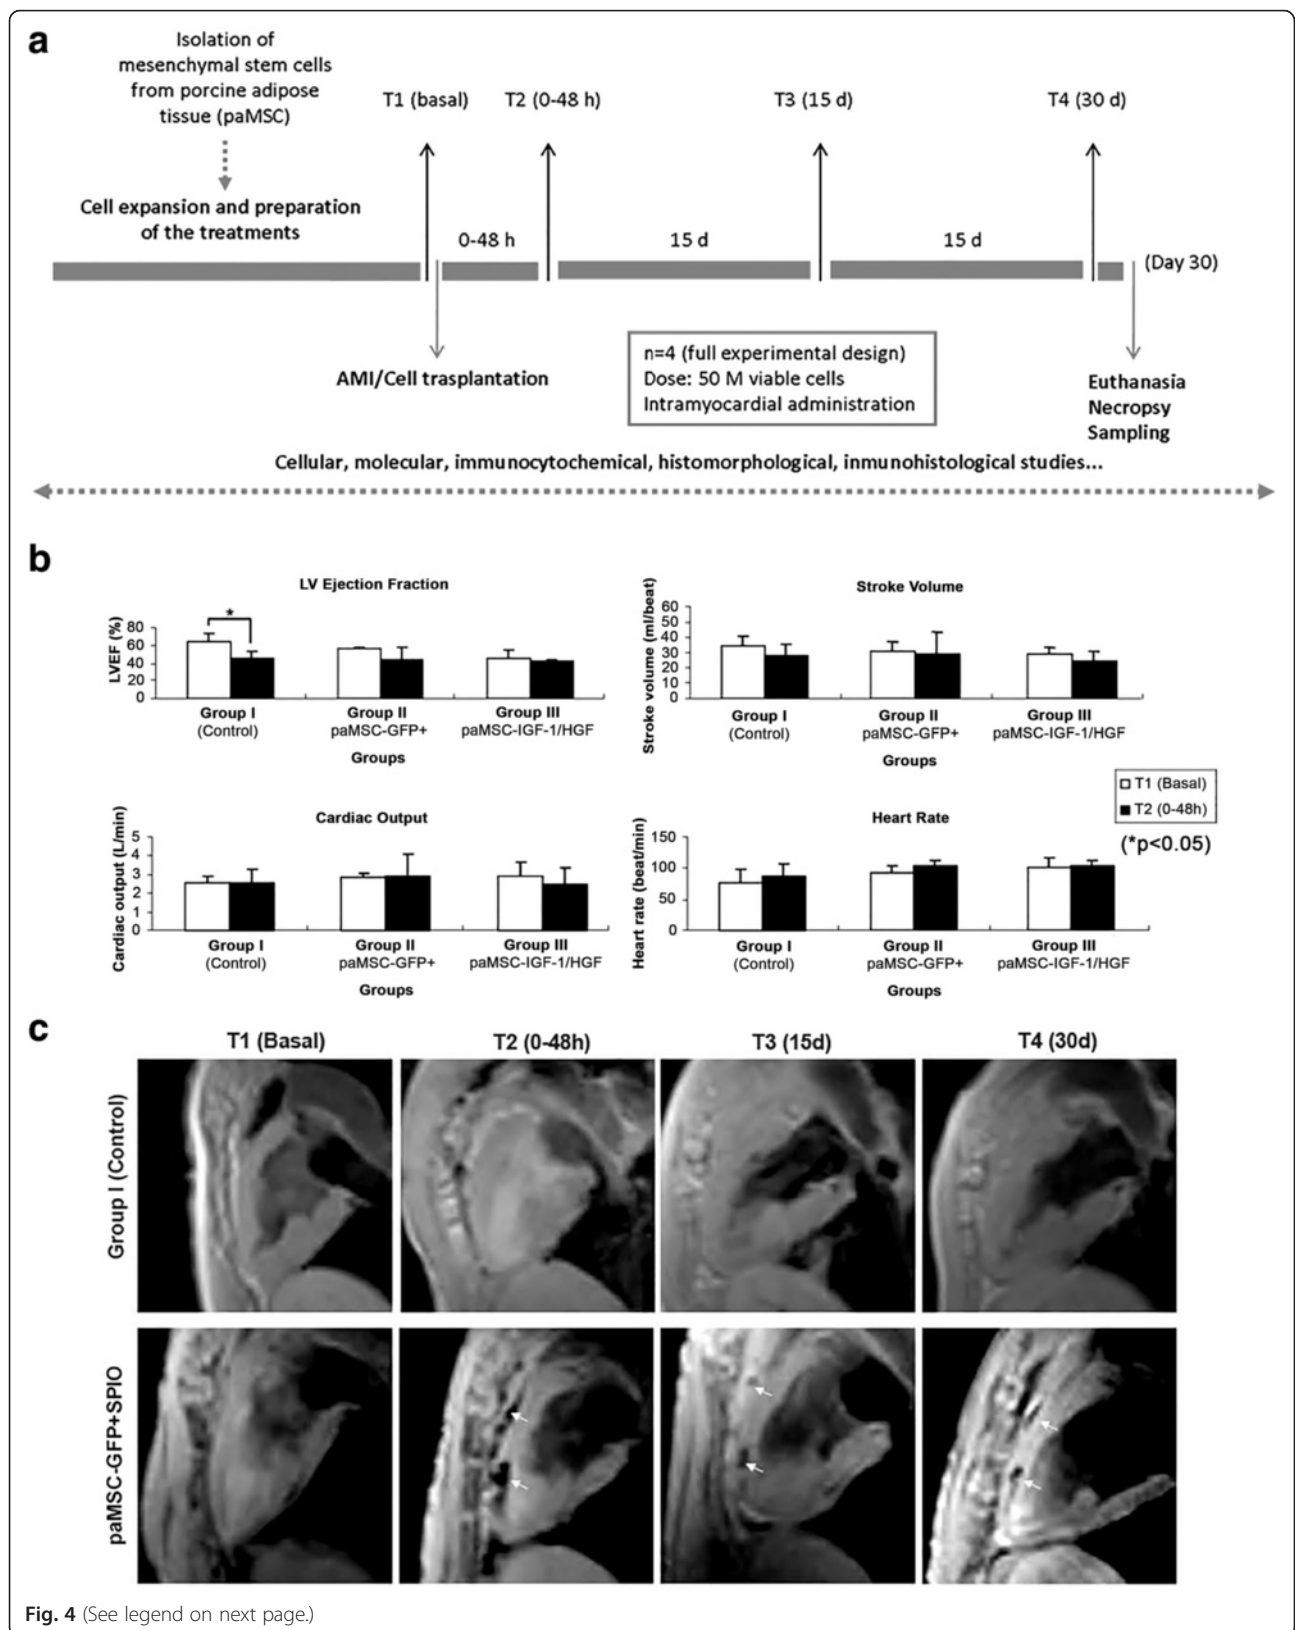 a
Isolation of
mesenchymal stem cells
from porcine adipose
tissue (paMSC)
T1 (basal)
T2 (0-48 h)
T3 (15 d)
T4 (30 d)
Cell expansion and preparation
of the treatments
0-48 h
15 d
15 d
(Day 30)
AMI/Cell trasplantation
n=4 (full experimental design)
Dose: 50 M viable cells
Intramyocardial administration
Euthanasia
Necropsy
Sampling
Cellular, molecular, immunocytochemical, histomorphological, inmunohistological studies...
b
LV Ejection Fraction
LVEF (%)
80
60
40
20
0
*
Group I
(Control)
Group II
paMSC-GFP+
Group III
paMSC-IGF-1/HGF
Groups
Stroke Volume
Stroke volume (ml/beat)
60
50
40
30
20
10
0
Group I
(Control)
Group II
paMSC-GFP+
Group III
paMSC-IGF-1/HGF
Groups
T1 (Basal)
T2 (0-48h)
(*p<0.05)
Cardiac Output
Cardiac output (L/min)
5
4
3
2
1
0
Group I
(Control)
Group II
paMSC-GFP+
Group III
paMSC-IGF-1/HGF
Groups
Heart Rate
Heart rate (beat/min)
150
100
50
0
Group I
(Control)
Group II
paMSC-GFP+
Group III
paMSC-IGF-1/HGF
Groups
c
T1 (Basal)
T2 (0-48h)
T3 (15d)
T4 (30d)
Group I (Control)
paMSC-GFP+SPIO
Fig. 4 (See legend on next page.)